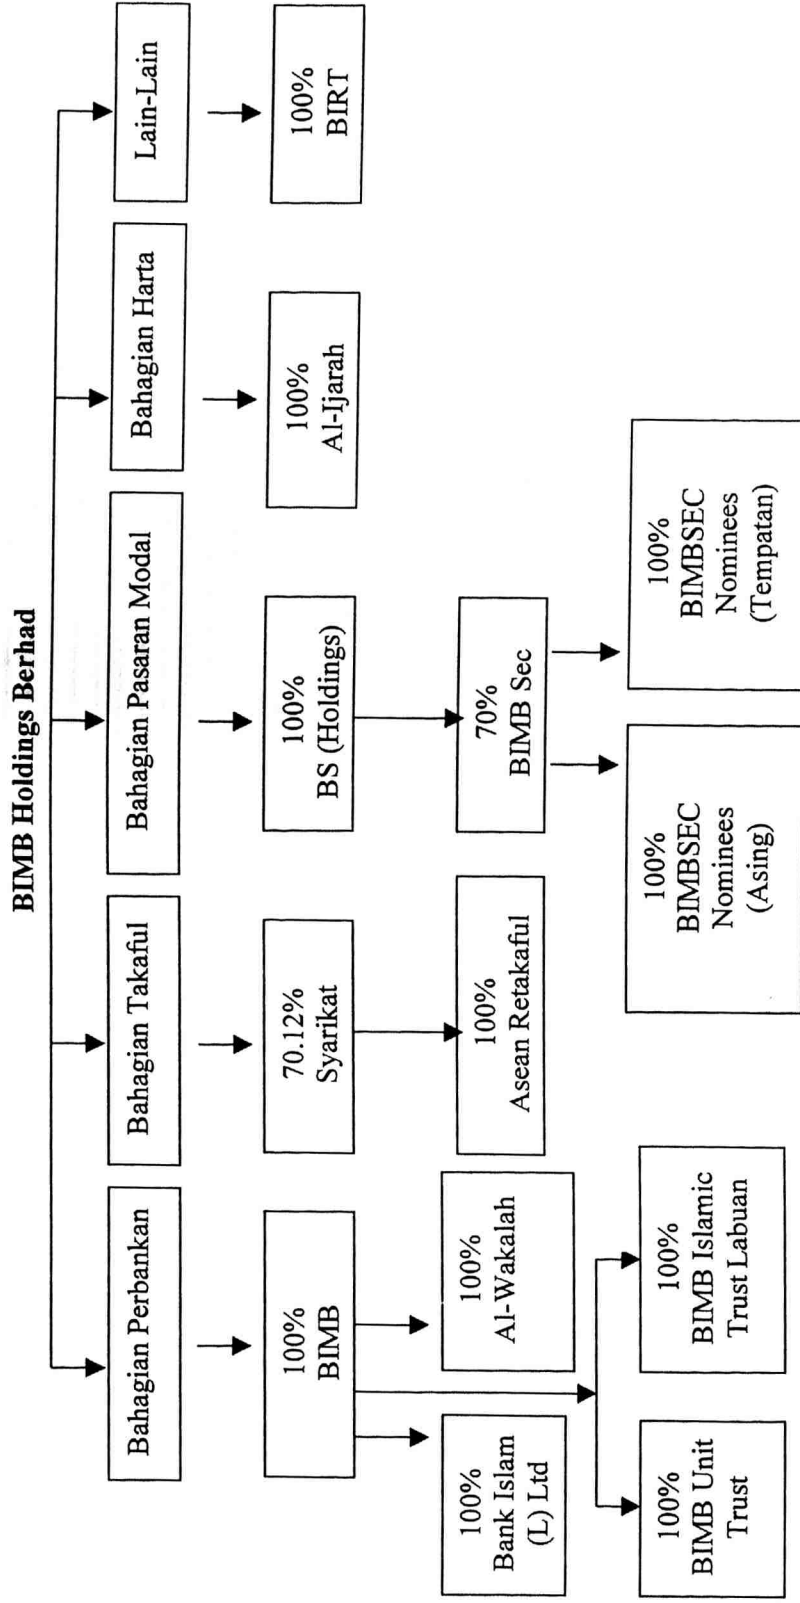 BIMB Holdings Berhad
Bahagian Perbankan
Bahagian Takaful
Bahagian Pasaran Modal
Bahagian Harta
Lain-Lain
100%
BIMB
70.12%
Syarikat
100%
BS (Holdings)
100%
Al-Ijarah
100%
BIRT
100%
Bank Islam
(L) Ltd
100%
Al-Wakalah
100%
Asean Retakaful
70%
BIMB Sec
100%
BIMB Unit
Trust
100%
BIMB Islamic
Trust Labuan
100%
BIMBSEC
Nominees
(Asing)
100%
BIMBSEC
Nominees
(Tempatan)